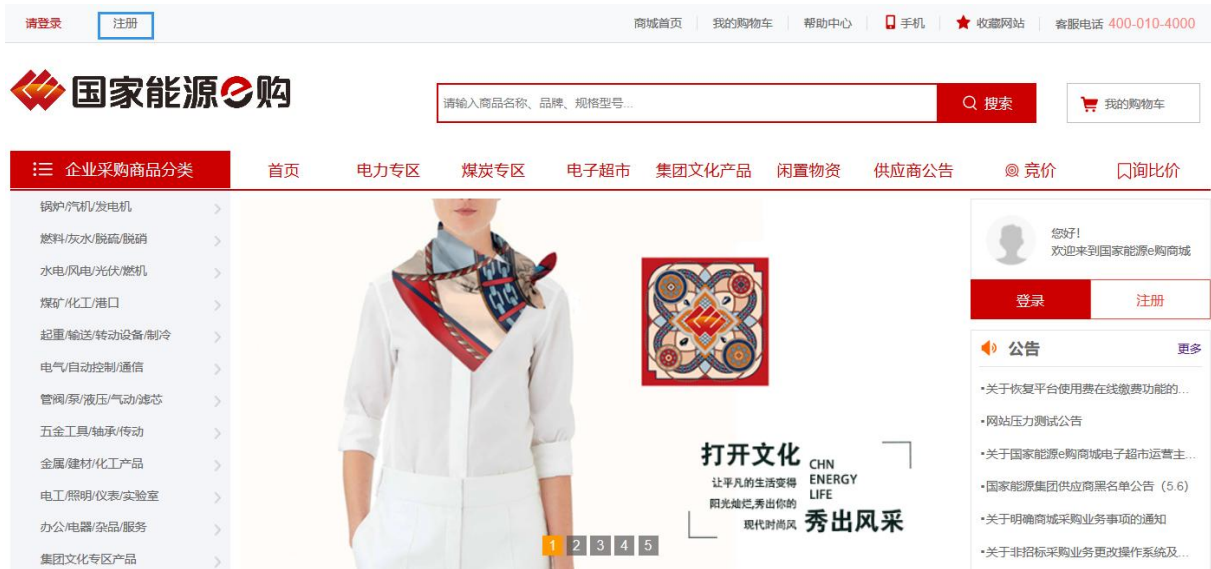 请登录
注册
商城首页
我的购物车
帮助中心
手机
收藏网站
客服电话 400-010-4000
国家能源e购
请输入商品名称、品牌、规格型号...
搜索
我的购物车
企业采购商品分类
首页
电力专区
煤炭专区
电子超市
集团文化产品
闲置物资
供应商公告
竞价
询比价
锅炉/汽机/发电机
燃料/灰水/脱硫/脱硝
水电/风电/光伏/燃机
煤矿/化工/港口
起重/输送/转动设备/制冷
电气/自动控制/通信
管阀/泵/液压/气动/滤芯
五金工具/轴承/传动
金属/建材/化工产品
电工/照明/仪表/实验室
办公/电器/杂品/服务
集团文化专区产品
打开文化
CHN
ENERGY
LIFE
让平凡的生活变得
阳光灿烂,秀出你的
现代时尚风
秀出风采
1 2 3 4 5
您好!
欢迎来到国家能源e购商城
登录
注册
公告
更多
•关于恢复平台使用费在线缴费功能的...
•网站压力测试公告
•关于国家能源e购商城电子超市运营主...
•国家能源集团供应商黑名单公告（5.6）
•关于明确商城采购业务事项的通知
•关于非招标采购业务更改操作系统及...